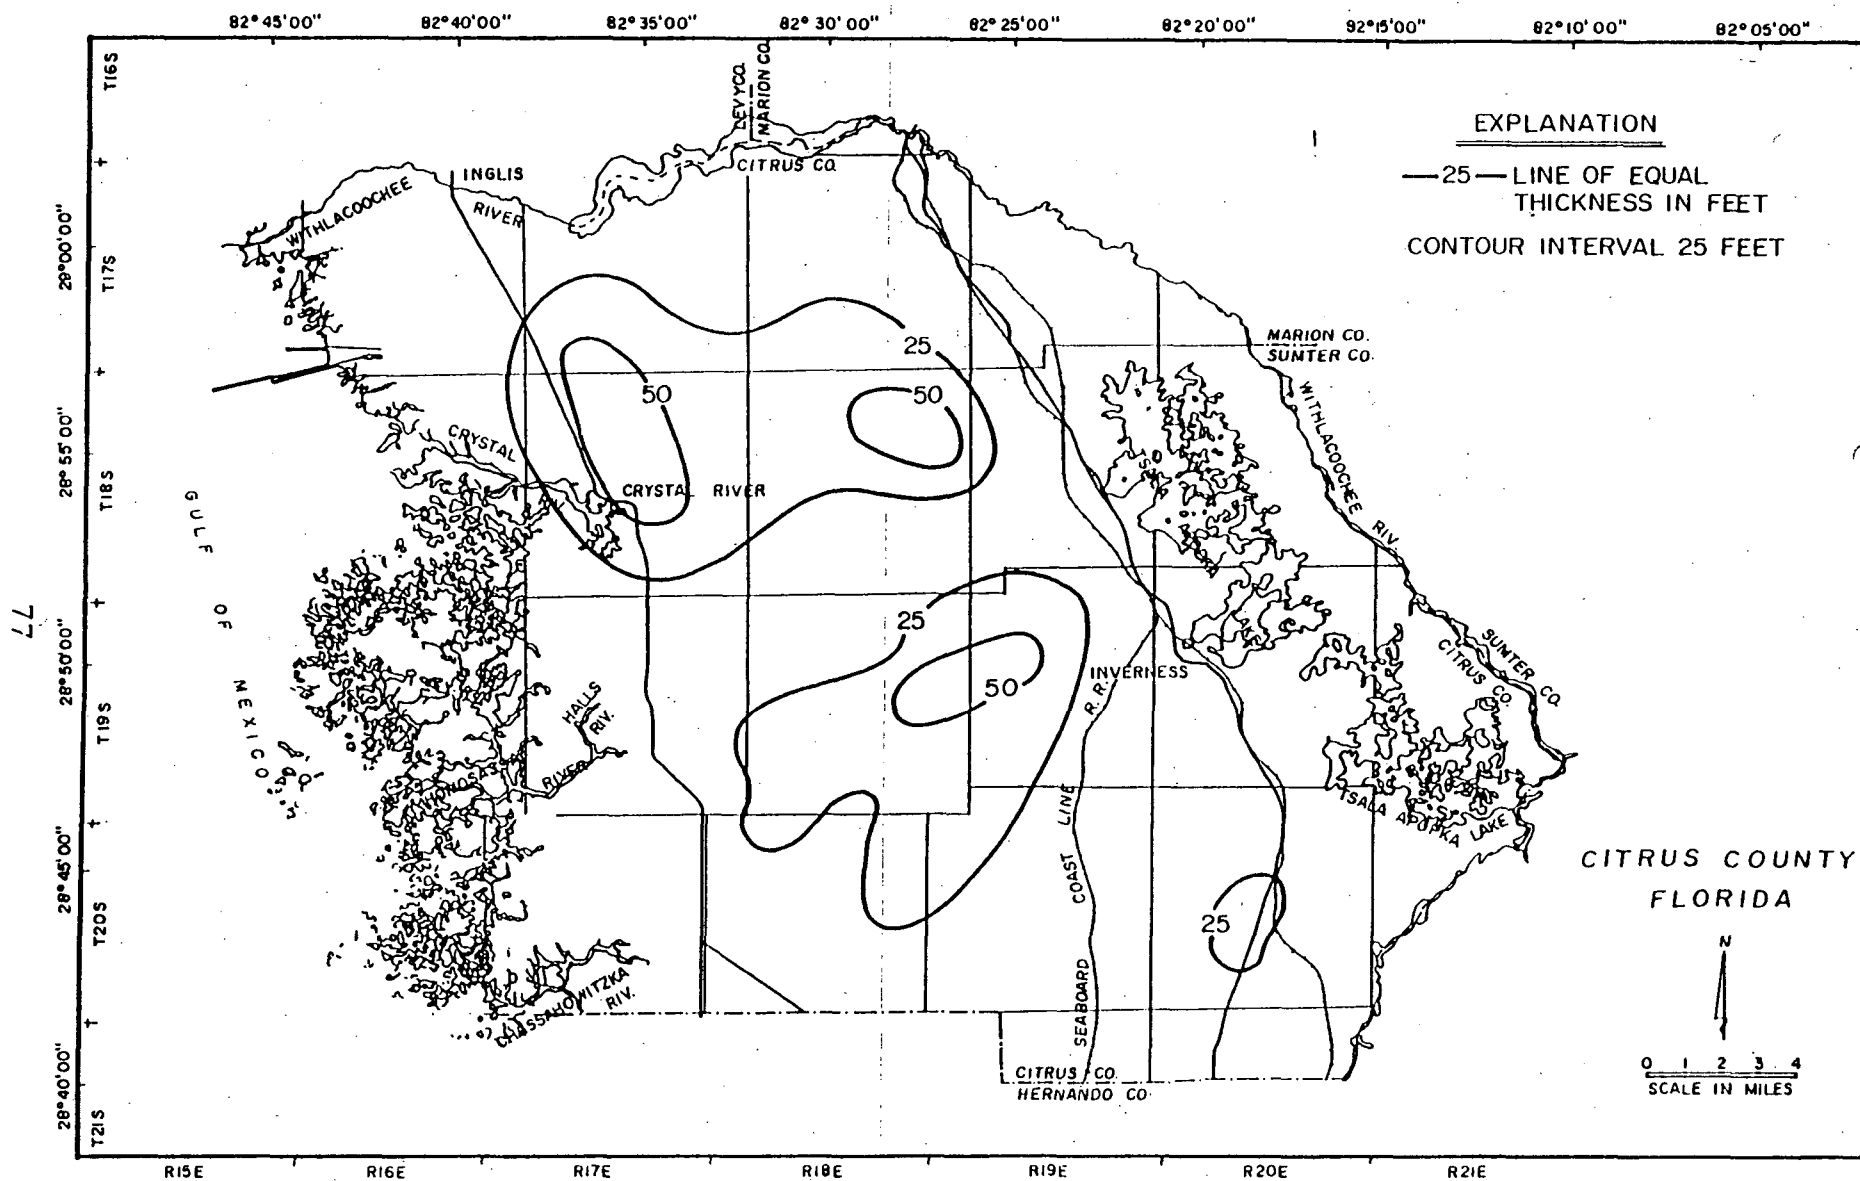 82°45'00"
82°40'00"
82°35'00"
82°30'00"
82°25'00"
82°20'00"
92°15'00"
82°10'00"
82°05'00"
T16S
29°00'00"
T17S
28°55'00"
T18S
28°50'00"
T19S
28°45'00"
T20S
28°40'00"
T21S
77
LEVY CO.
MARION CO.
CITRUS CO.
INGLIS
WITHLACOOCHEE
RIVER
EXPLANATION
—25— LINE OF EQUAL
THICKNESS IN FEET
CONTOUR INTERVAL 25 FEET
MARION CO.
SUMTER CO.
25
50
50
WITHLACOOCHEE RIV.
CRYSTAL
CRYSTAL RIVER
GULF OF MEXICO
TSALA
APOPKA
LAKE
25
50
INVERNESS
SUMTER CO.
CITRUS CO.
HALLS
RIV.
HOMOSASSA
RIVER
TSALA APOPKA LAKE
SEABOARD COAST LINE R.R.
25
CHASSAHOWITZKA
RIV.
CITRUS CO.
HERNANDO CO.
CITRUS COUNTY
FLORIDA
N
0 1 2 3 4
SCALE IN MILES
R15E
R16E
R17E
R18E
R19E
R20E
R21E